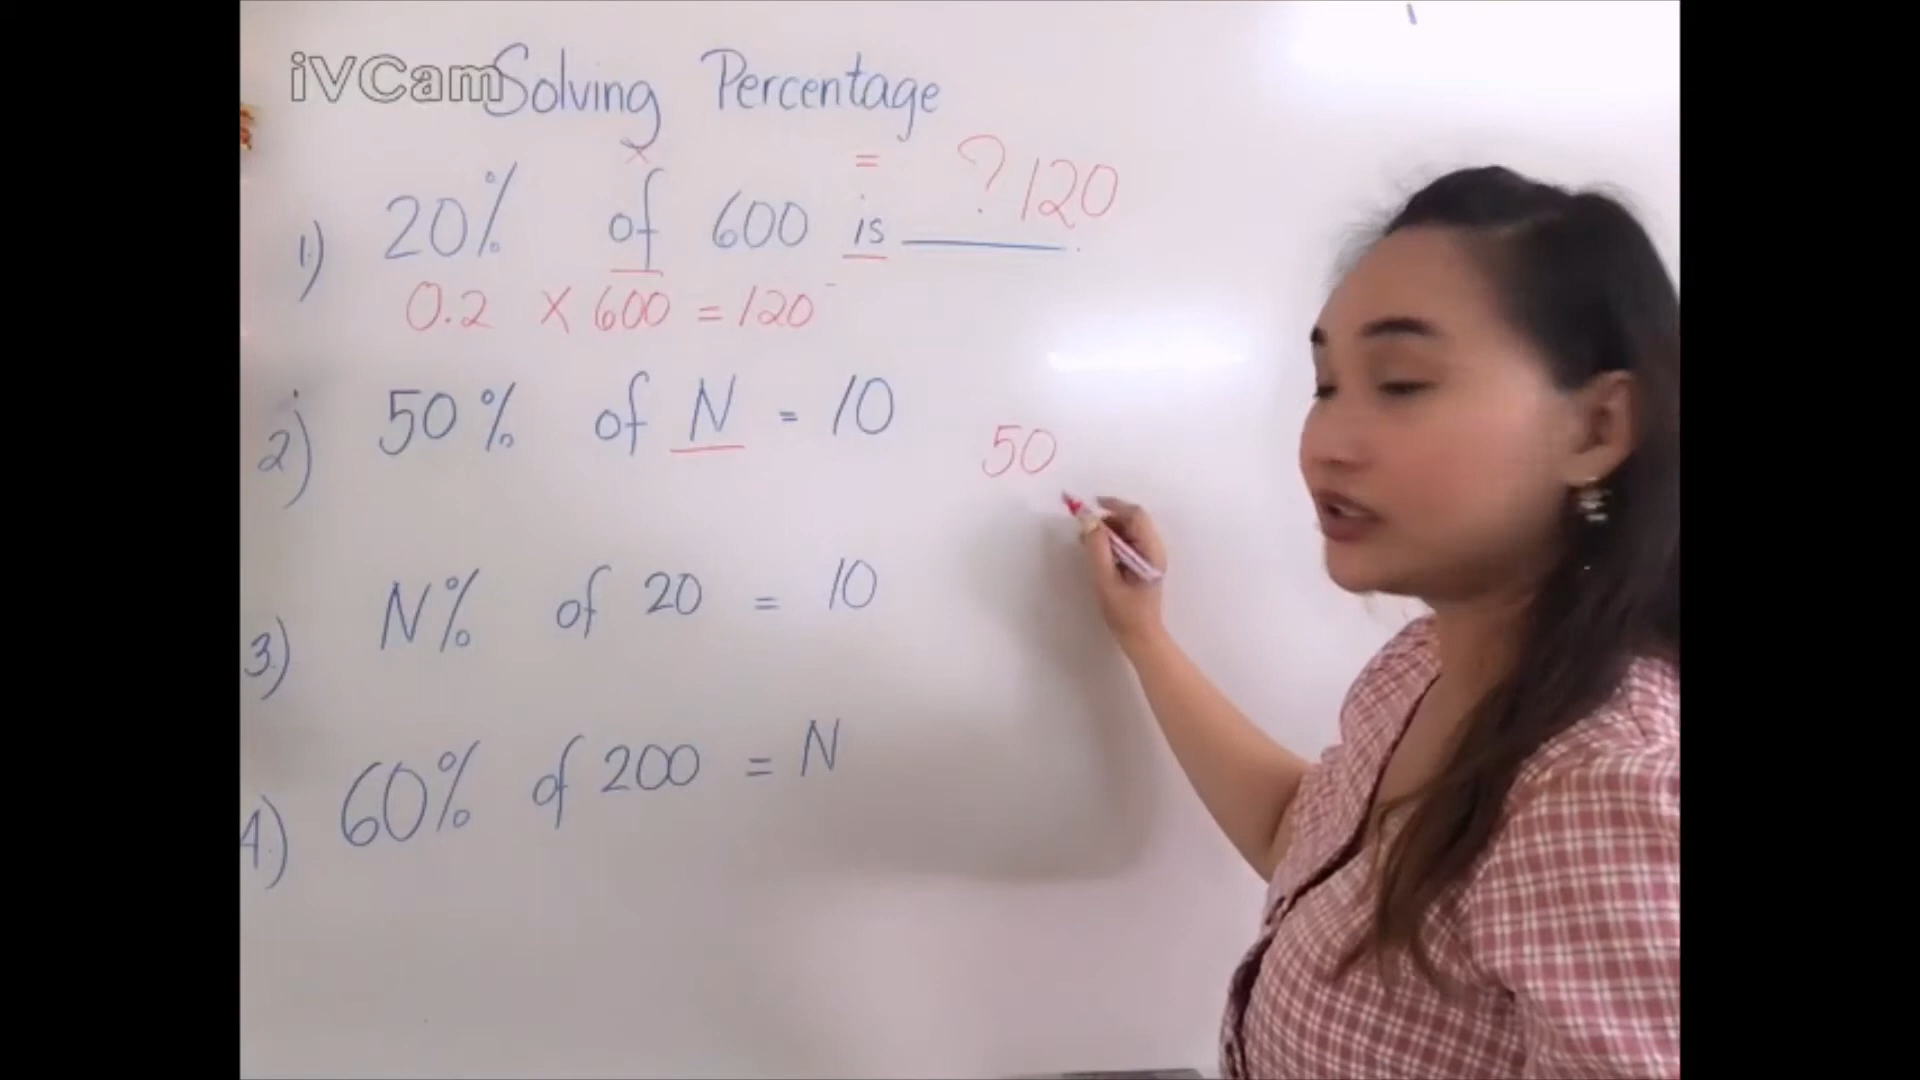 iVCam
Solving Percentage
x = ? 120
1.) 20% of 600 is ______.
0.2 x 600 = 120
2) 50% of N = 10
50
3) N% of 20 = 10
4.) 60% of 200 = N